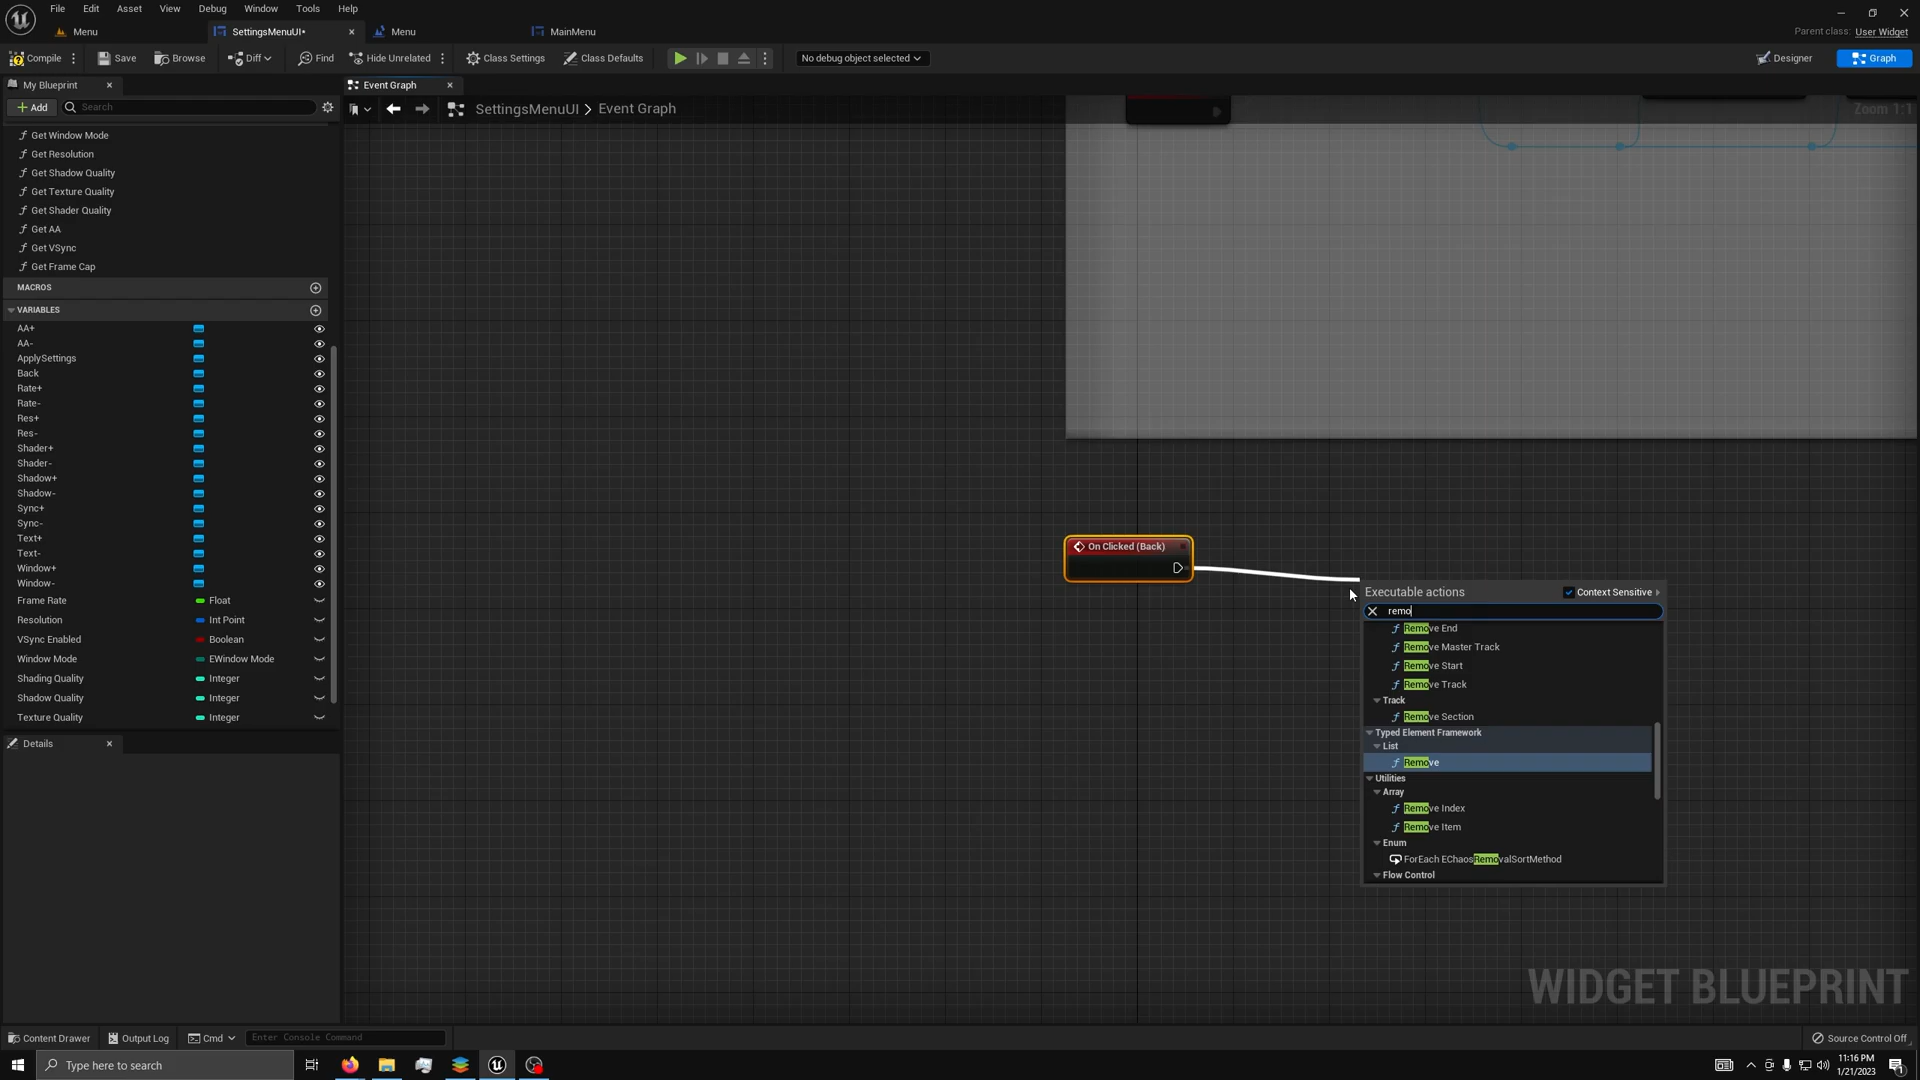 File Edit Asset View Debug Window Tools Help
Menu SettingsMenuUI• Menu MainMenu
Parent class: User Widget
Compile Save Browse Diff Find Hide Unrelated Class Settings Class Defaults No debug object selected Designer Graph
My Blueprint Event Graph
Add Search SettingsMenuUI > Event Graph Zoom 1:1
Get Window Mode
Get Resolution
Get Shadow Quality
Get Texture Quality
Get Shader Quality
Get AA
Get VSync
Get Frame Cap
MACROS
VARIABLES
AA+
AA-
ApplySettings
Back
Rate+
Rate-
Res+
Res-
Shader+
Shader-
Shadow+
Shadow-
Sync+
Sync-
Text+
Text-
Window+
Window-
Frame Rate Float
Resolution Int Point
VSync Enabled Boolean
Window Mode EWindow Mode
Shading Quality Integer
Shadow Quality Integer
Texture Quality Integer
Details
On Clicked (Back)
Executable actions Context Sensitive
remo
Remove End
Remove Master Track
Remove Start
Remove Track
Track
Remove Section
Typed Element Framework
List
Remove
Utilities
Array
Remove Index
Remove Item
Enum
ForEach EChaosRemovalSortMethod
Flow Control
WIDGET BLUEPRINT
Content Drawer Output Log Cmd Enter Console Command Source Control Off
Type here to search
11:16 PM
1/21/2023
1